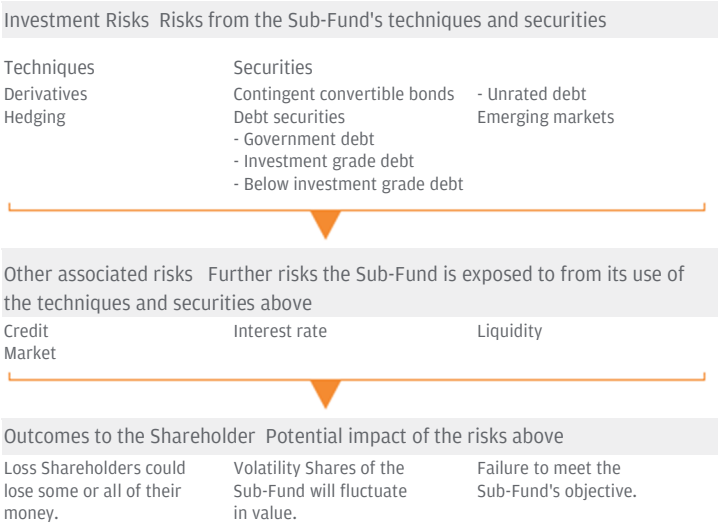 Investment Risks Risks from the Sub-Fund's techniques and securities
Techniques
Derivatives
Hedging
Securities
Contingent convertible bonds
Debt securities
- Government debt
- Investment grade debt
- Below investment grade debt
- Unrated debt
Emerging markets
Other associated risks Further risks the Sub-Fund is exposed to from its use of
the techniques and securities above
Credit
Market
Interest rate
Liquidity
Outcomes to the Shareholder Potential impact of the risks above
Loss Shareholders could
lose some or all of their
money.
Volatility Shares of the
Sub-Fund will fluctuate
in value.
Failure to meet the
Sub-Fund's objective.